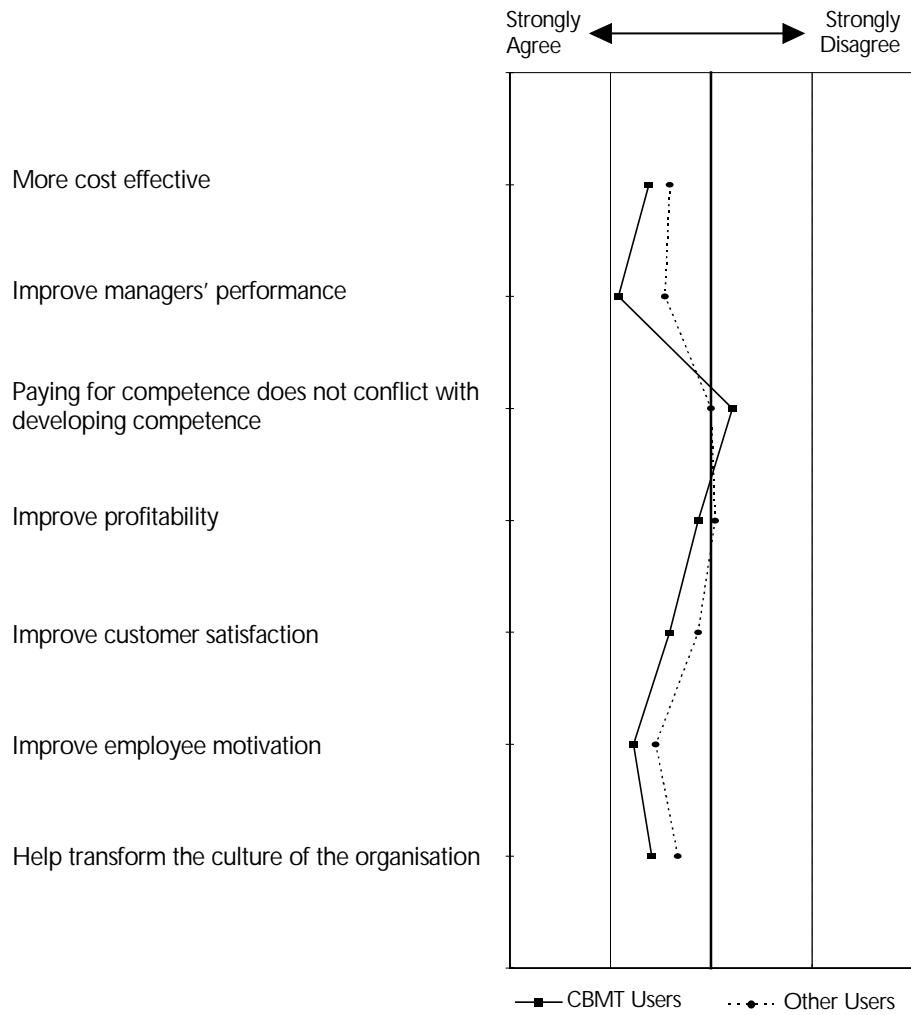 Strongly Agree
Strongly Disagree
More cost effective
Improve managers' performance
Paying for competence does not conflict with
developing competence
Improve profitability
Improve customer satisfaction
Improve employee motivation
Help transform the culture of the organisation
CBMT Users
Other Users